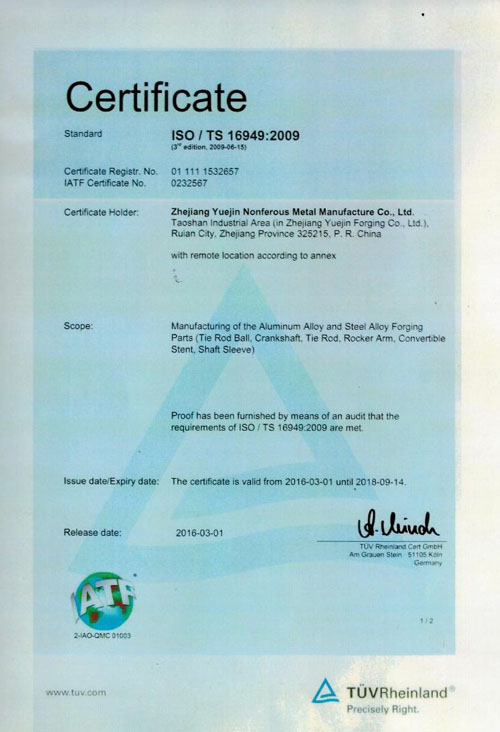 Certificate
Standard ISO / TS 16949:2009
(3rd edition, 2009-06-15)
Certificate Registr. No. 01 111 1532657
IATF Certificate No. 0232567
Certificate Holder: Zhejiang Yuejin Nonferous Metal Manufacture Co., Ltd.
Taoshan Industrial Area (in Zhejiang Yuejin Forging Co., Ltd.),
Ruian City, Zhejiang Province 325215, P. R. China
with remote location according to annex
Scope: Manufacturing of the Aluminum Alloy and Steel Alloy Forging
Parts (Tie Rod Ball, Crankshaft, Tie Rod, Rocker Arm, Convertible
Stent, Shaft Sleeve)
Proof has been furnished by means of an audit that the
requirements of ISO / TS 16949:2009 are met.
Issue date/Expiry date: The certificate is valid from 2016-03-01 until 2018-09-14.
Release date: 2016-03-01
TÜV Rheinland Cert GmbH
Am Grauen Stein · 51105 Köln
Germany
IATF
2-IAO-QMC 01003
1 / 2
www.tuv.com
TÜVRheinland®
Precisely Right.